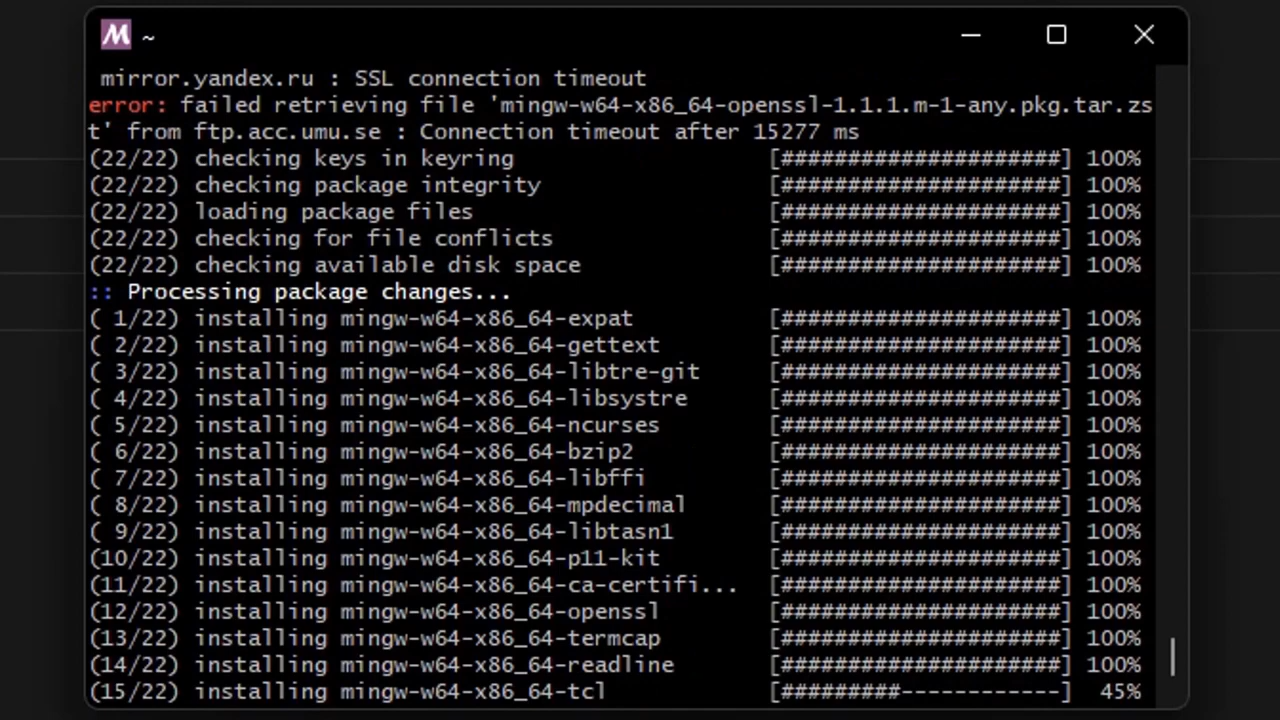 M ~
mirror.yandex.ru : SSL connection timeout
error: failed retrieving file 'mingw-w64-x86_64-openssl-1.1.1.m-1-any.pkg.tar.zs
t' from ftp.acc.umu.se : Connection timeout after 15277 ms
(22/22) checking keys in keyring [#####################] 100%
(22/22) checking package integrity [#####################] 100%
(22/22) loading package files [#####################] 100%
(22/22) checking for file conflicts [#####################] 100%
(22/22) checking available disk space [#####################] 100%
:: Processing package changes...
( 1/22) installing mingw-w64-x86_64-expat [#####################] 100%
( 2/22) installing mingw-w64-x86_64-gettext [#####################] 100%
( 3/22) installing mingw-w64-x86_64-libtre-git [#####################] 100%
( 4/22) installing mingw-w64-x86_64-libsystre [#####################] 100%
( 5/22) installing mingw-w64-x86_64-ncurses [#####################] 100%
( 6/22) installing mingw-w64-x86_64-bzip2 [#####################] 100%
( 7/22) installing mingw-w64-x86_64-libffi [#####################] 100%
( 8/22) installing mingw-w64-x86_64-mpdecimal [#####################] 100%
( 9/22) installing mingw-w64-x86_64-libtasn1 [#####################] 100%
(10/22) installing mingw-w64-x86_64-p11-kit [#####################] 100%
(11/22) installing mingw-w64-x86_64-ca-certifi... [#####################] 100%
(12/22) installing mingw-w64-x86_64-openssl [#####################] 100%
(13/22) installing mingw-w64-x86_64-termcap [#####################] 100%
(14/22) installing mingw-w64-x86_64-readline [#####################] 100%
(15/22) installing mingw-w64-x86_64-tcl [#########------------] 45%